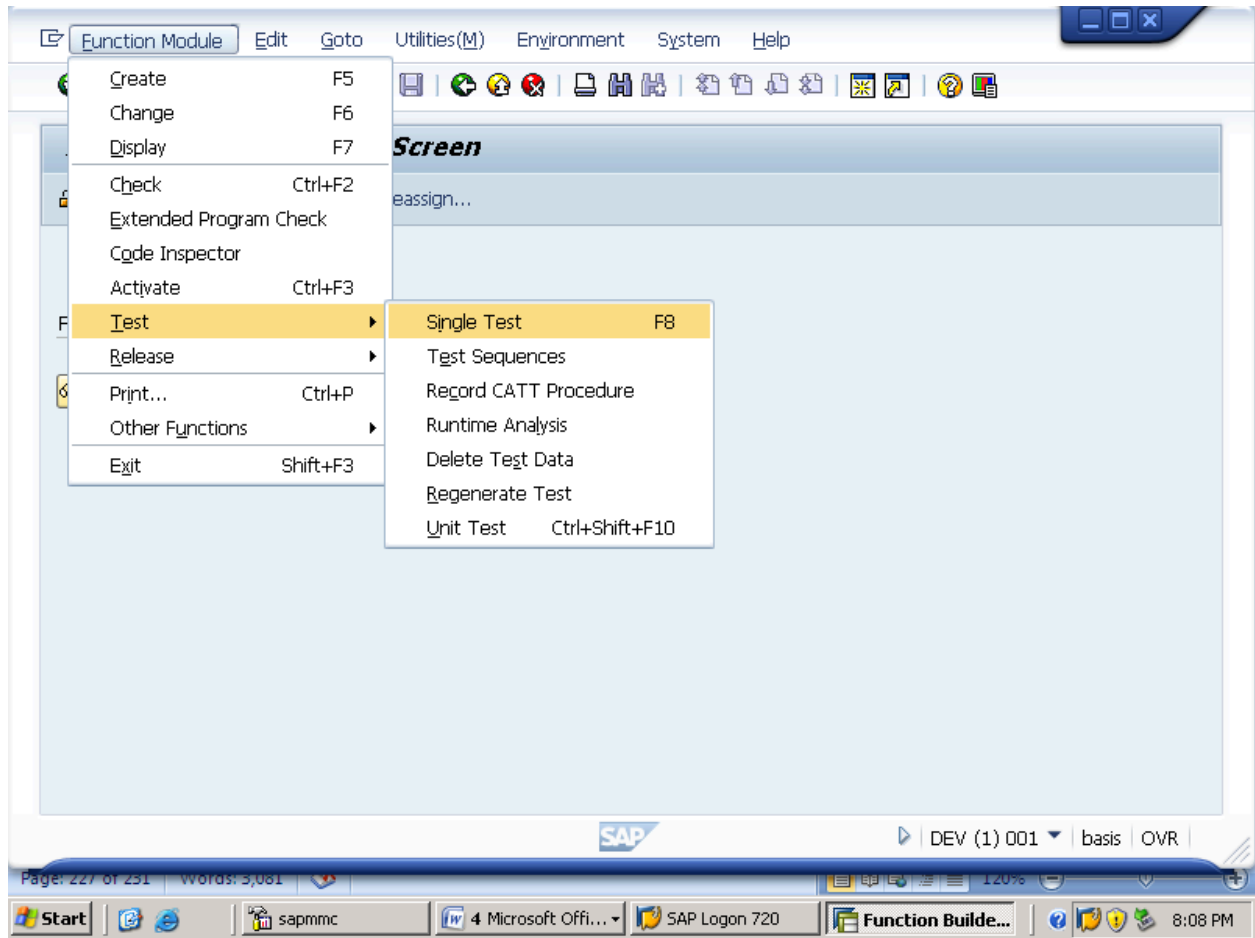 Function Module Edit Goto Utilities(M) Environment System Help
Create F5
Change F6
Display F7
Screen
Check Ctrl+F2
eassign...
Extended Program Check
Code Inspector
Activate Ctrl+F3
F Test
Single Test F8
Release
Test Sequences
Print... Ctrl+P
Record CATT Procedure
Other Functions
Runtime Analysis
Exit Shift+F3
Delete Test Data
Regenerate Test
Unit Test Ctrl+Shift+F10
SAP
DEV (1) 001 basis OVR
Page: 227 of 231 Words: 3,081 120%
Start sapmmc 4 Microsoft Offi... SAP Logon 720 Function Builde... 8:08 PM